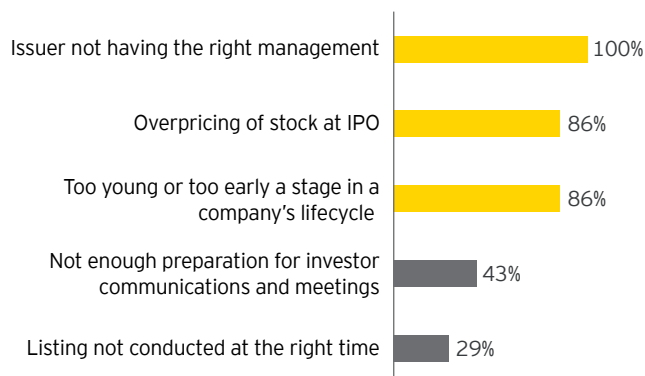 Issuer not having the right management 100%
Overpricing of stock at IPO 86%
Too young or too early a stage in a
company's lifecycle 86%
Not enough preparation for investor
communications and meetings 43%
Listing not conducted at the right time 29%